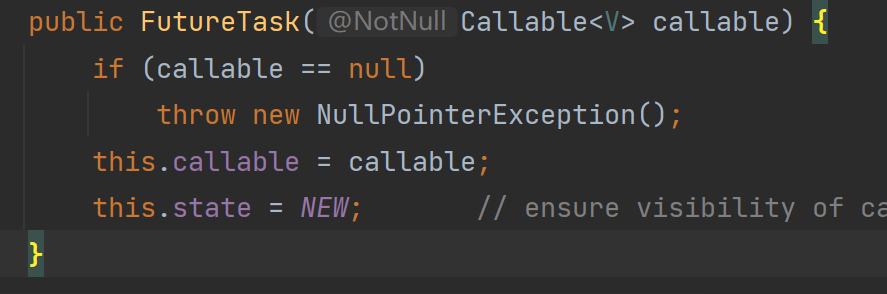 public FutureTask( @NotNull Callable<V> callable) {
if (callable == null)
throw new NullPointerException();
this.callable = callable;
this.state = NEW; // ensure visibility of ca
}